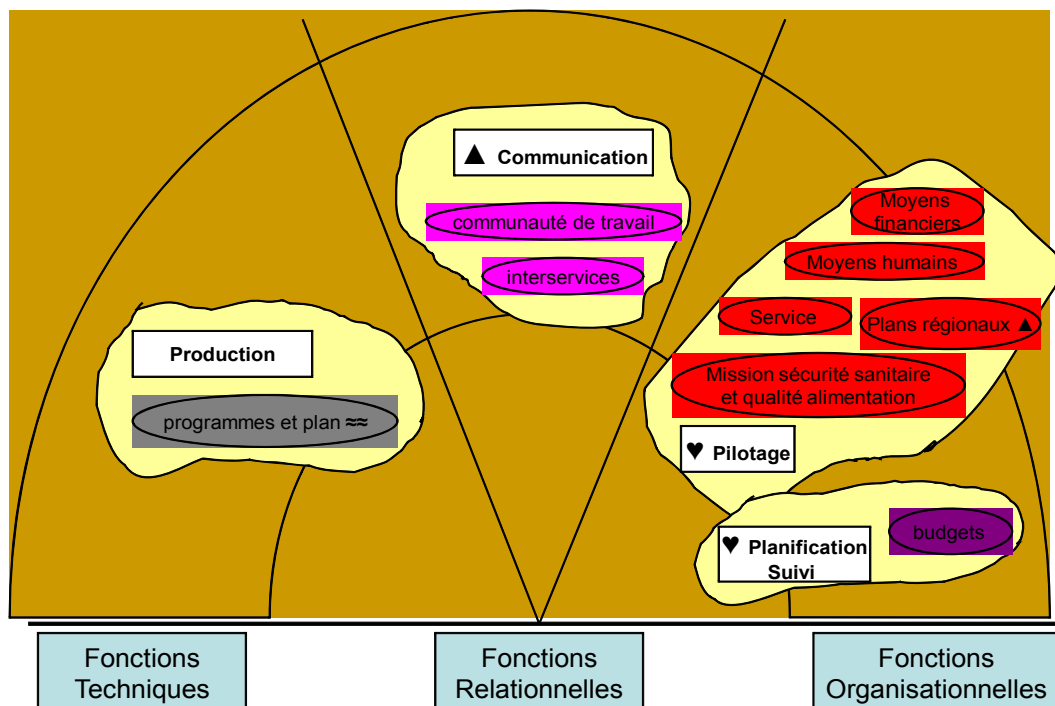 ▲ Communication
communauté de travail
interservices
Production
programmes et plan ≈≈
Moyens
financiers
Moyens humains
Service
Plans régionaux ▲
Mission sécurité sanitaire
et qualité alimentation
♥ Pilotage
♥ Planification
Suivi
budgets
Fonctions
Techniques
Fonctions
Relationnelles
Fonctions
Organisationnelles